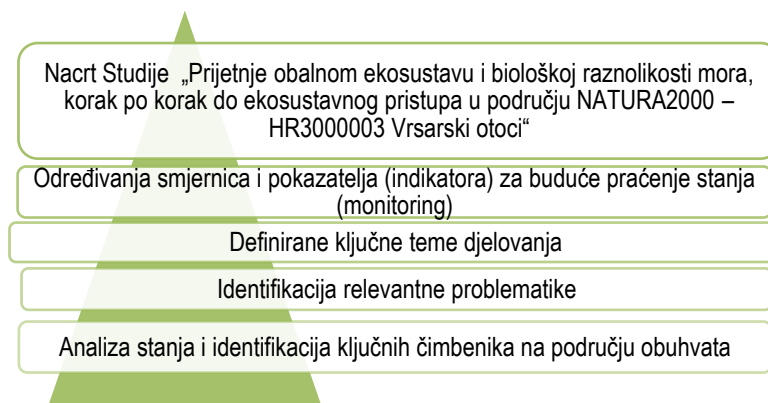 Nacrt Studije „Prijetnje obalnom ekosustavu i biološkoj raznolikosti mora,
korak po korak do ekosustavnog pristupa u području NATURA2000 –
HR3000003 Vrsarski otoci“
Određivanja smjernica i pokazatelja (indikatora) za buduće praćenje stanja
(monitoring)
Definirane ključne teme djelovanja
Identifikacija relevantne problematike
Analiza stanja i identifikacija ključnih čimbenika na području obuhvata